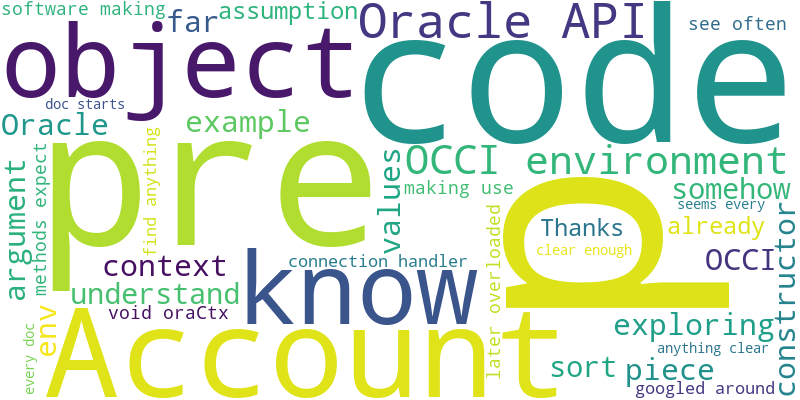 software making
far
assumption
Oracle API
see often
object
code
doc starts
Oracle
example
pre
find anything
argument
methods expect
values
OCCI
environment
making use
somehow
seems every
p
Thanks
clear enough
already
context
connection handler
OCCI
constructor
understand
know
void oraCtx
later overloaded
env
Account
every doc
exploring
anything clear
sort
piece
googled around